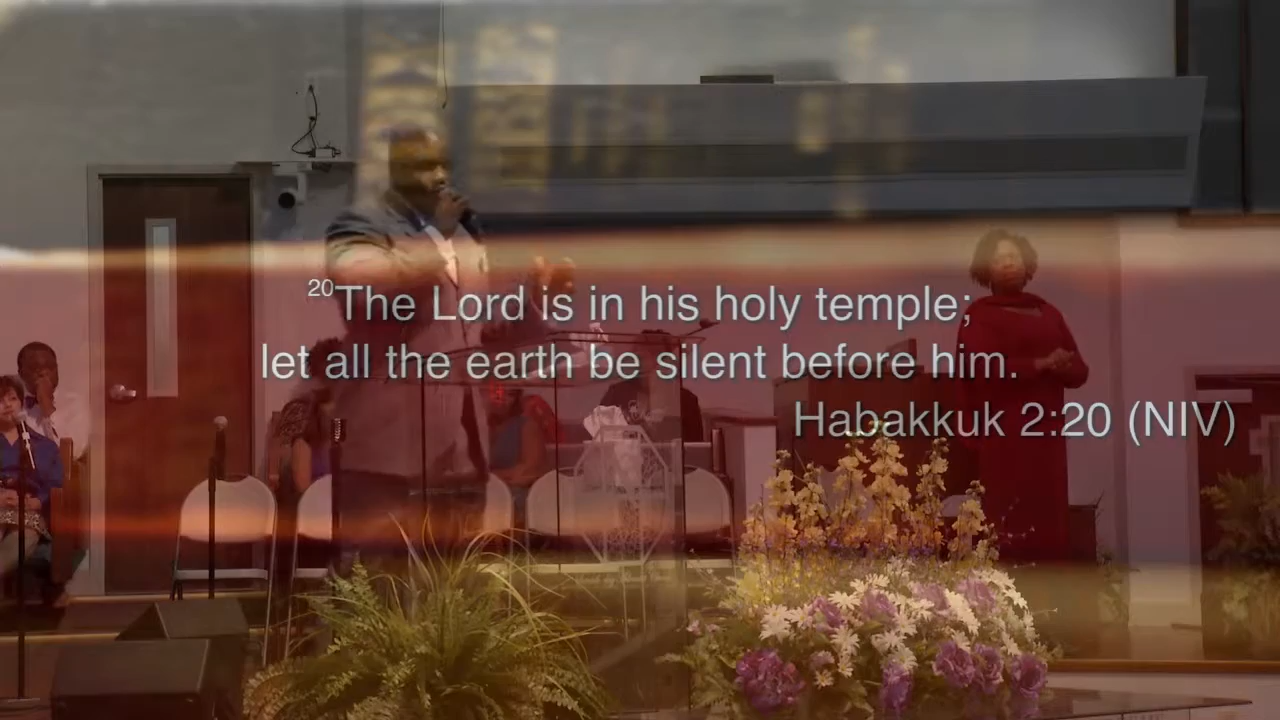 20The Lord is in his holy temple;
let all the earth be silent before him.
Habakkuk 2:20 (NIV)